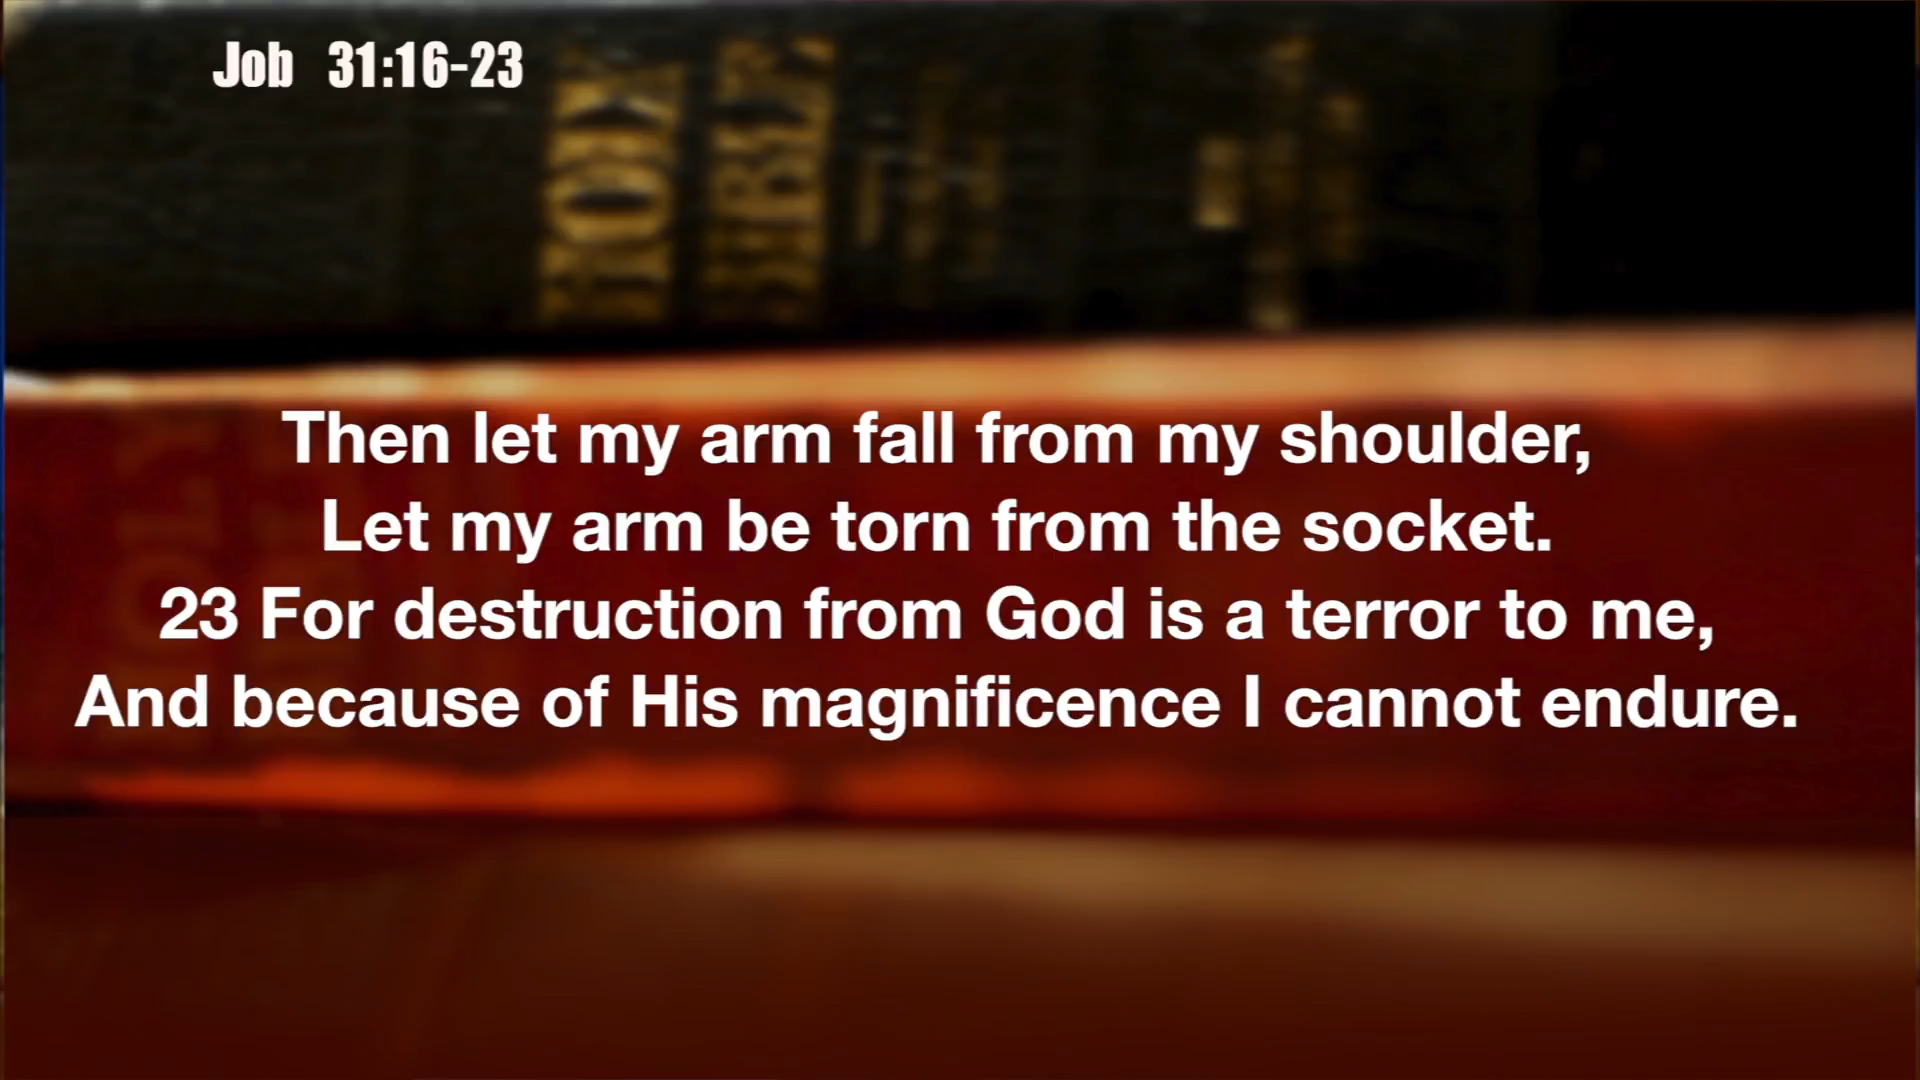 Job 31:16-23
Then let my arm fall from my shoulder,
Let my arm be torn from the socket.
23 For destruction from God is a terror to me,
And because of His magnificence I cannot endure.